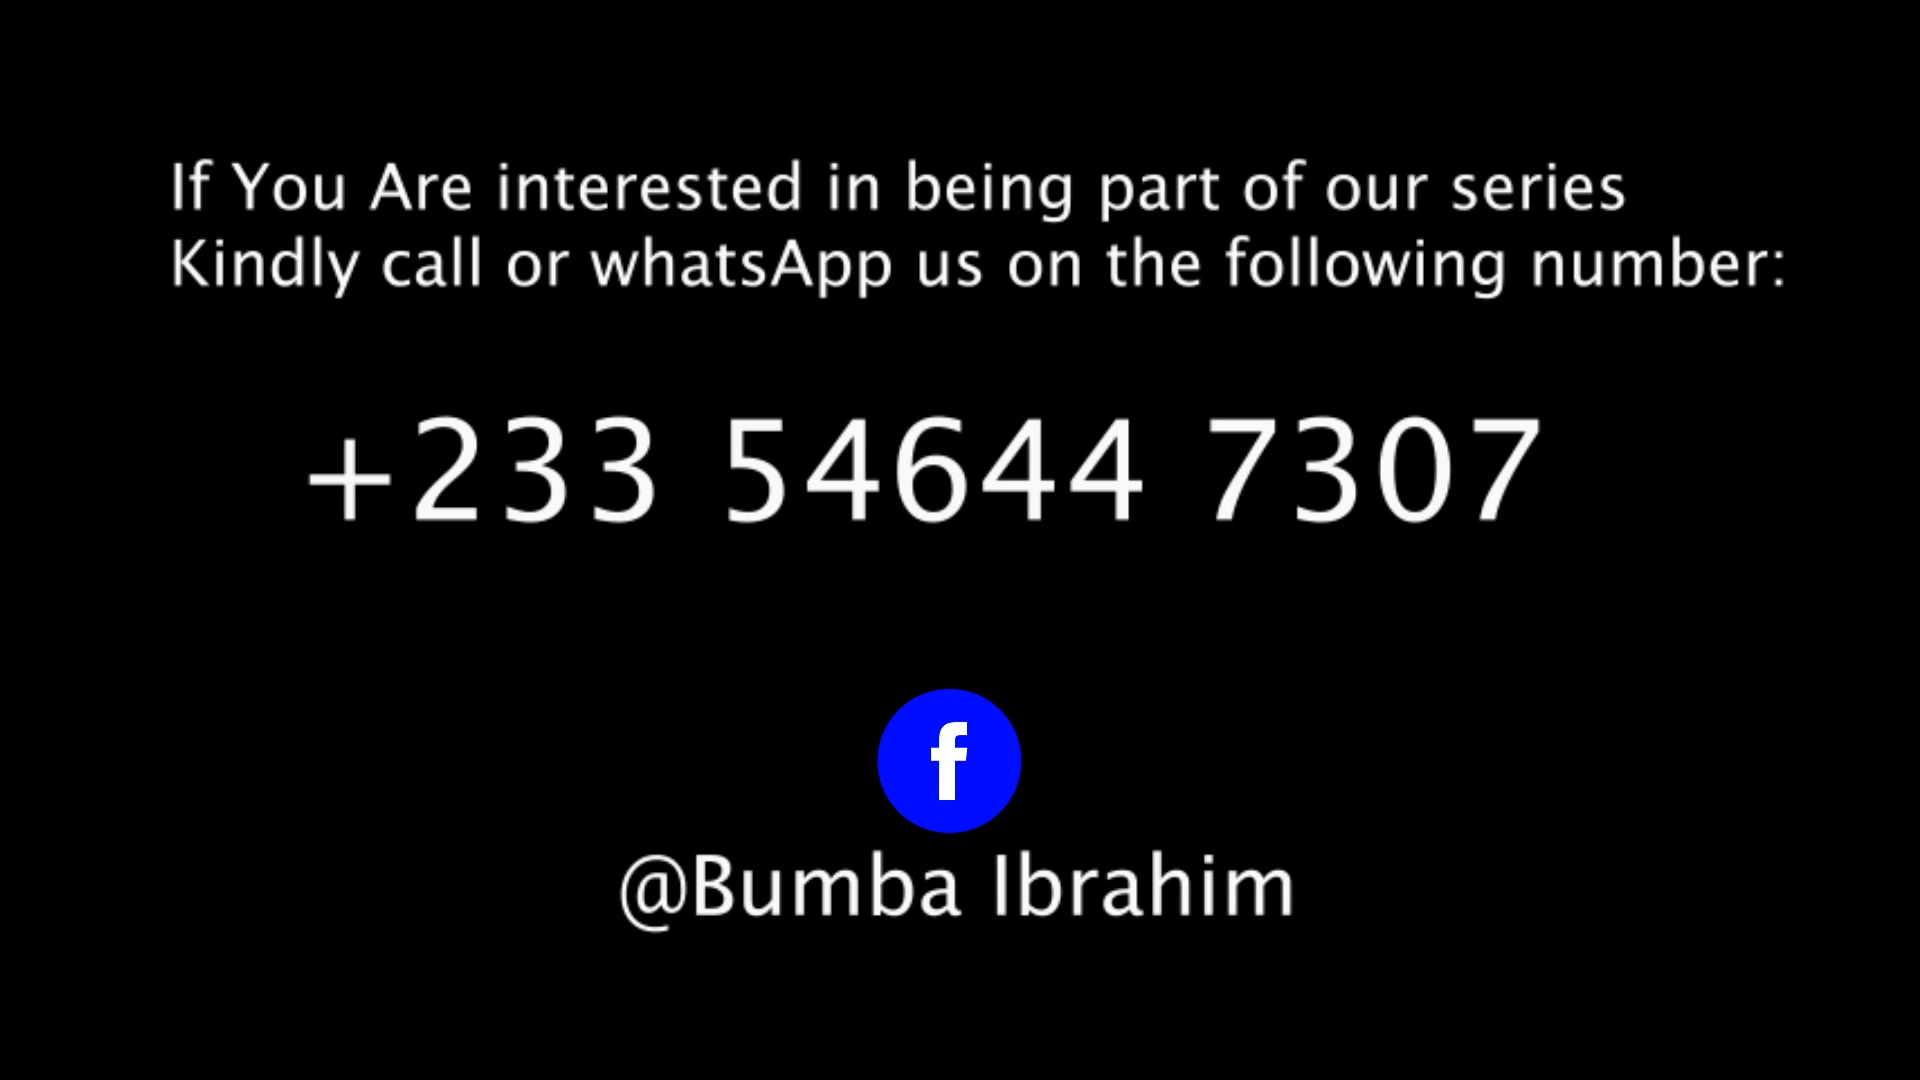 If You Are interested in being part of our series
Kindly call or whatsApp us on the following number:
+233 54644 7307
f
@Bumba Ibrahim